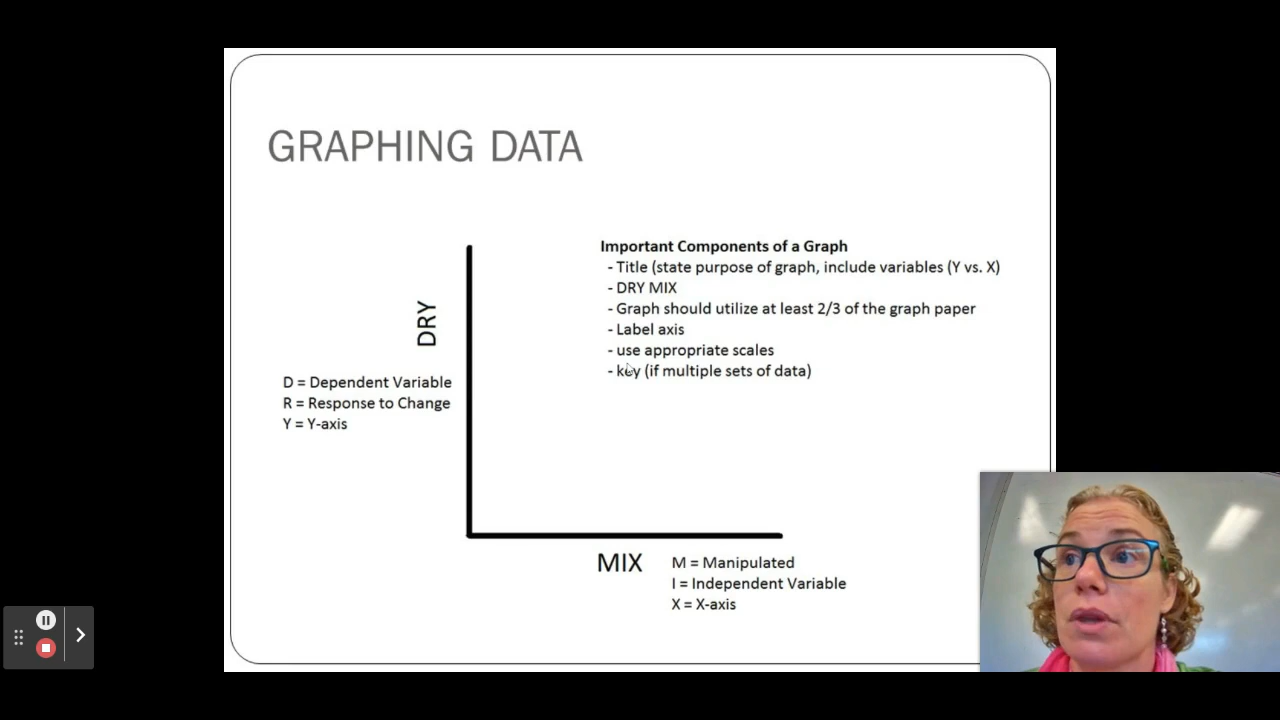 GRAPHING DATA
Important Components of a Graph
- Title (state purpose of graph, include variables (Y vs. X)
- DRY MIX
- Graph should utilize at least 2/3 of the graph paper
- Label axis
- use appropriate scales
- key (if multiple sets of data)
DRY
D = Dependent Variable
R = Response to Change
Y = Y-axis
MIX
M = Manipulated
I = Independent Variable
X = X-axis